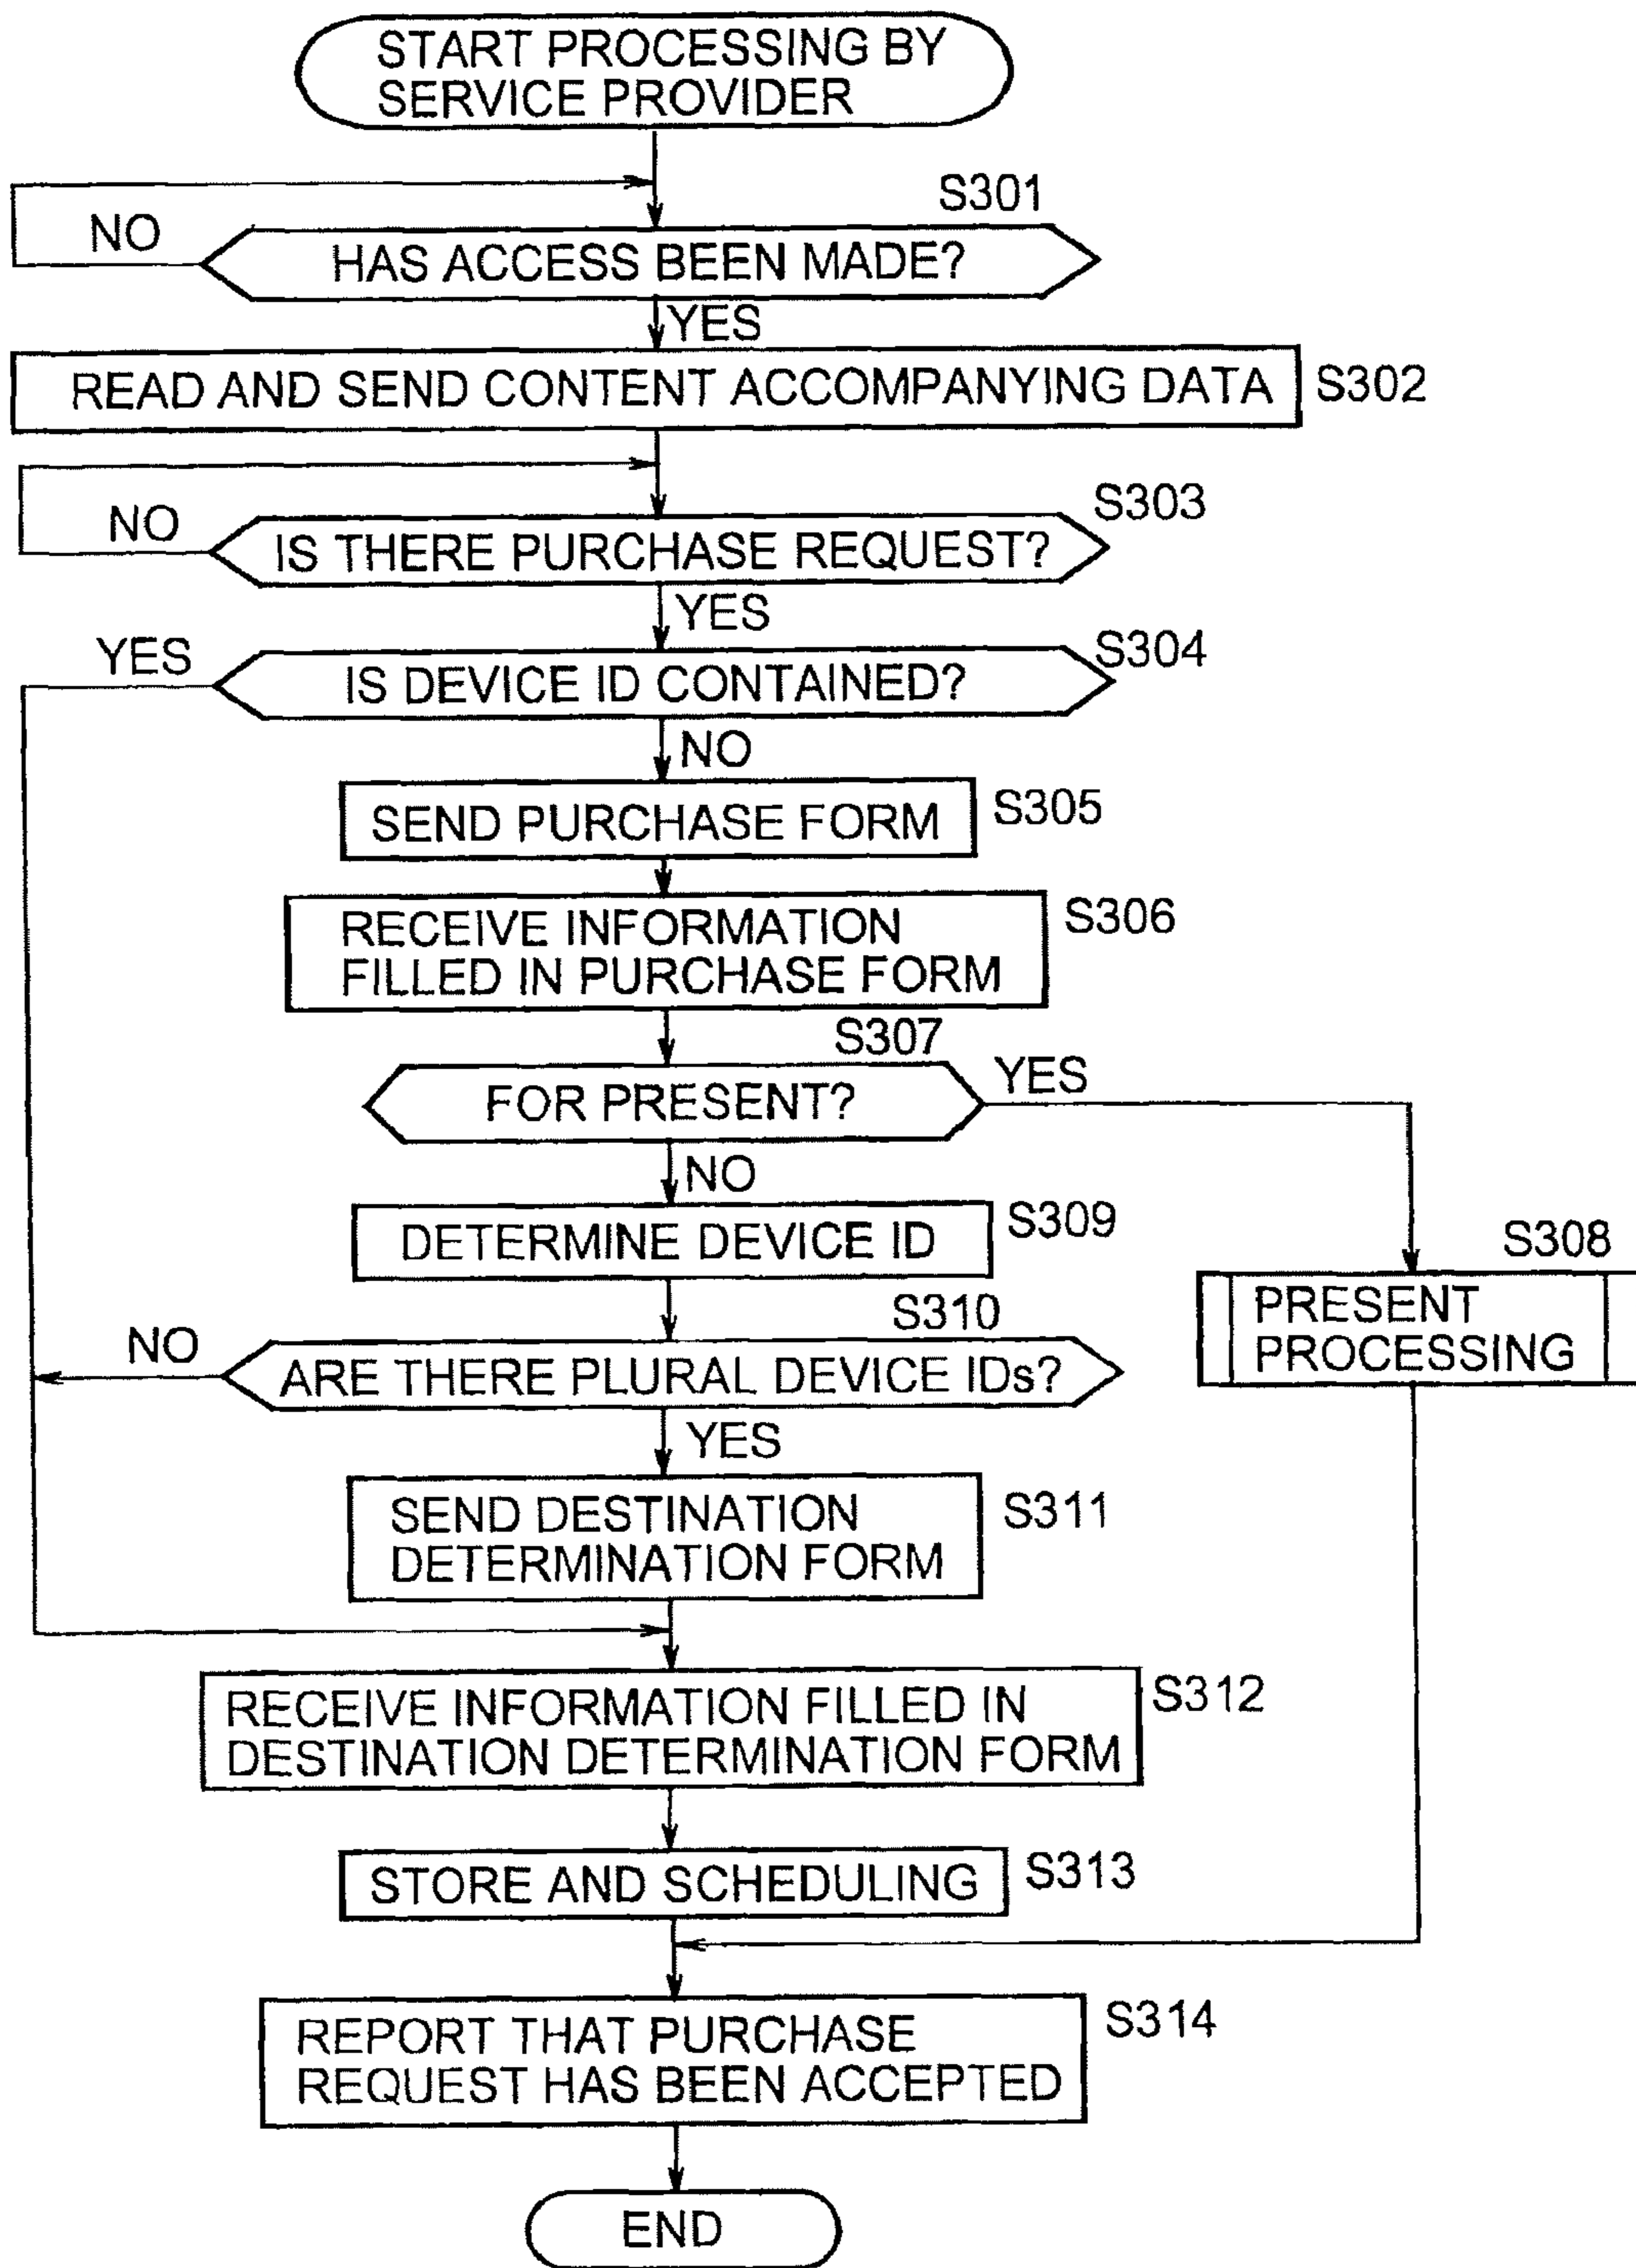 START PROCESSING BY
SERVICE PROVIDER
S301
NO
HAS ACCESS BEEN MADE?
YES
READ AND SEND CONTENT ACCOMPANYING DATA
S302
S303
NO
IS THERE PURCHASE REQUEST?
YES
S304
YES
IS DEVICE ID CONTAINED?
NO
SEND PURCHASE FORM
S305
RECEIVE INFORMATION
FILLED IN PURCHASE FORM
S306
S307
FOR PRESENT?
YES
NO
DETERMINE DEVICE ID
S309
S308
PRESENT
PROCESSING
S310
NO
ARE THERE PLURAL DEVICE IDs?
YES
SEND DESTINATION
DETERMINATION FORM
S311
RECEIVE INFORMATION FILLED IN
DESTINATION DETERMINATION FORM
S312
STORE AND SCHEDULING
S313
REPORT THAT PURCHASE
REQUEST HAS BEEN ACCEPTED
S314
END